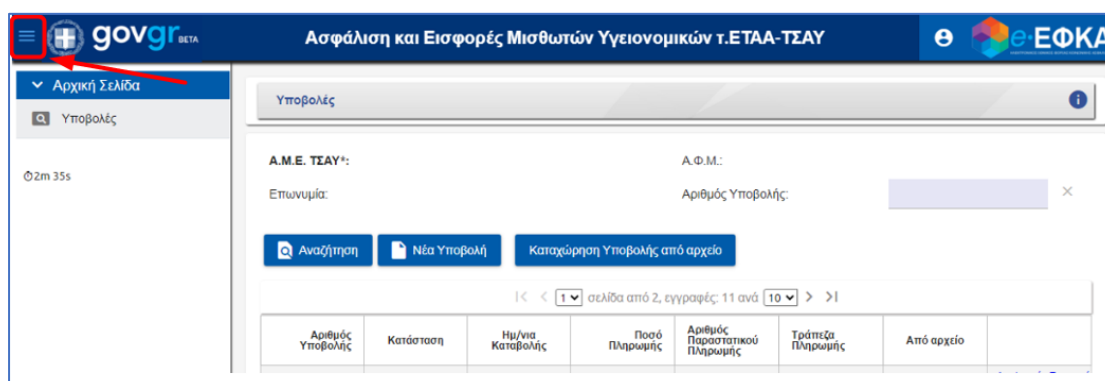 govgr BETA
Ασφάλιση και Εισφορές Μισθωτών Υγειονομικών τ.ΕΤΑΑ-ΤΣΑΥ
e-ΕΦΚΑ
Αρχική Σελίδα
Υποβολές
2m 35s
Υποβολές
Α.Μ.Ε. ΤΣΑΥ*:
Α.Φ.Μ.:
Επωνυμία:
Αριθμός Υποβολής:
Αναζήτηση
Νέα Υποβολή
Καταχώρηση Υποβολής από αρχείο
1 σελίδα από 2, εγγραφές: 11 ανά 10
Αριθμός Υποβολής
Κατάσταση
Ημ/νια Καταβολής
Ποσό Πληρωμής
Αριθμός Παραστατικού Πληρωμής
Τράπεζα Πληρωμής
Από αρχείο